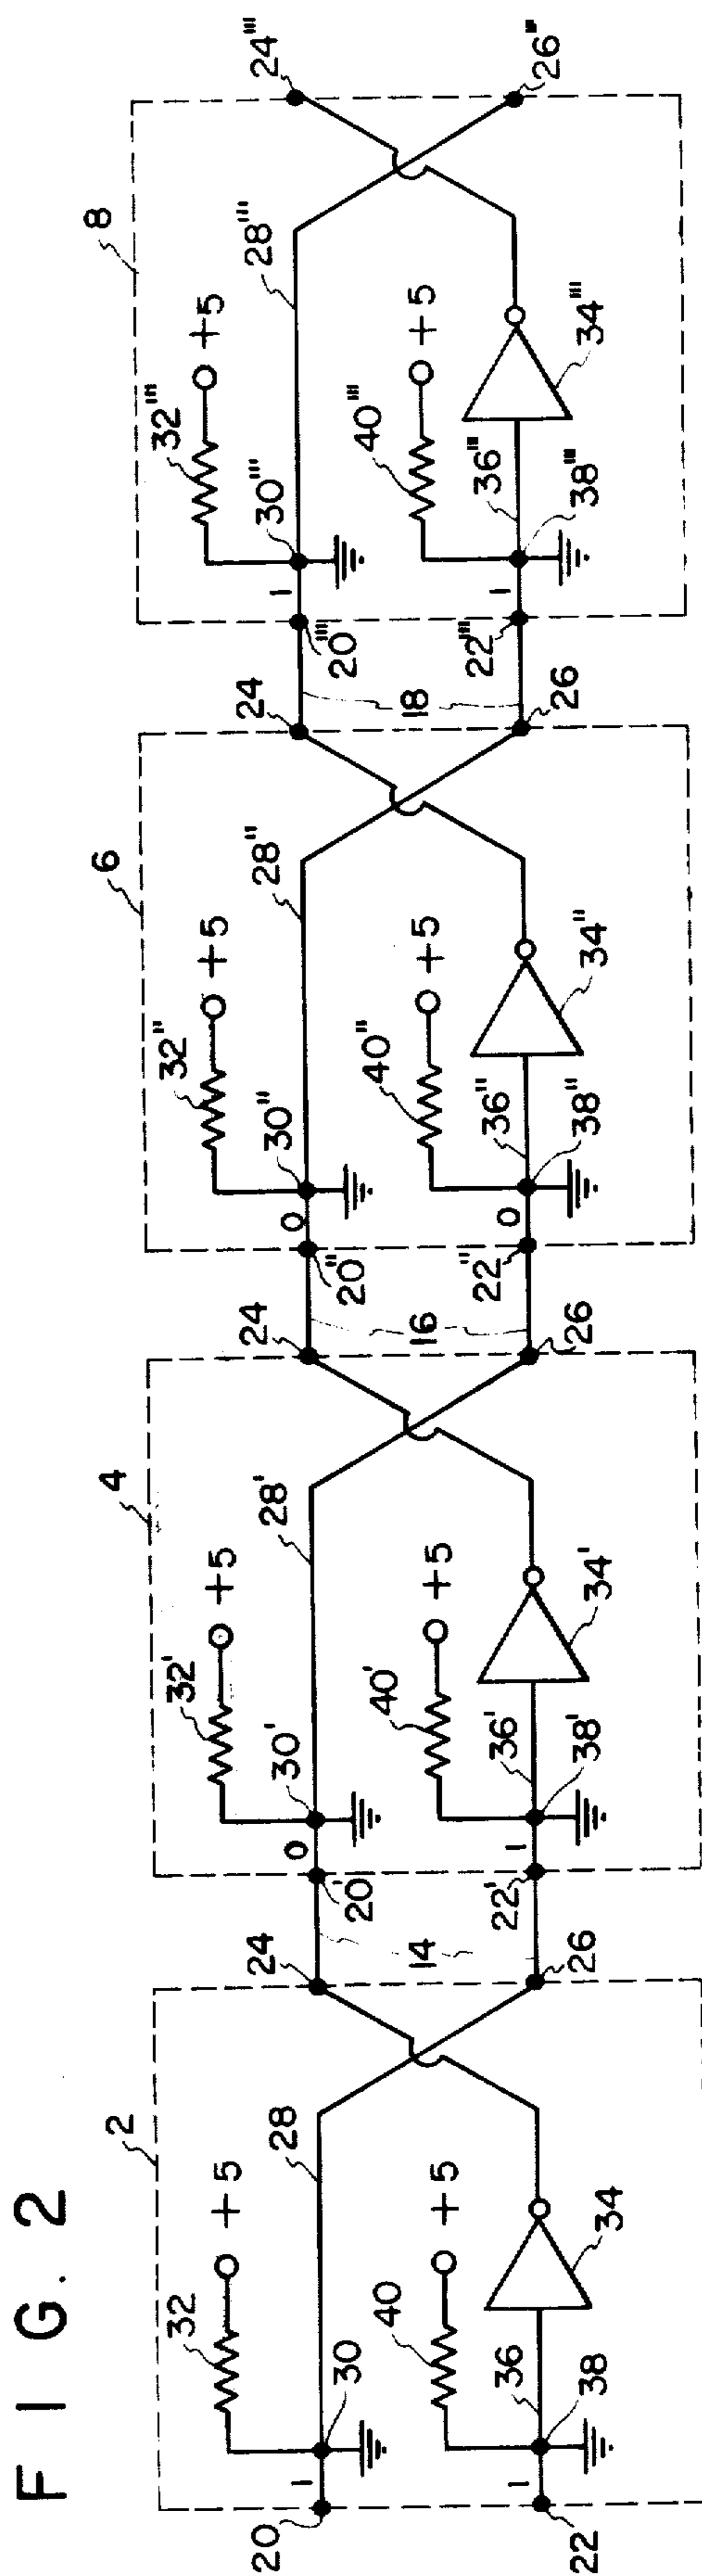 FIG. 2
2
4
6
8
32 +5
32' +5
32" +5
32''' +5
30 28
30' 28'
30" 28"
30''' 28'''
20 1
24 20' 0
24 20" 0
24 20''' 1
24'''
14
16
18
40 +5
40' +5
40" +5
40''' +5
36 38 34
36' 38' 34'
36" 38" 34"
36''' 38''' 34'''
22 1
26 22' 1
26 22" 0
26 22''' 1
26'''